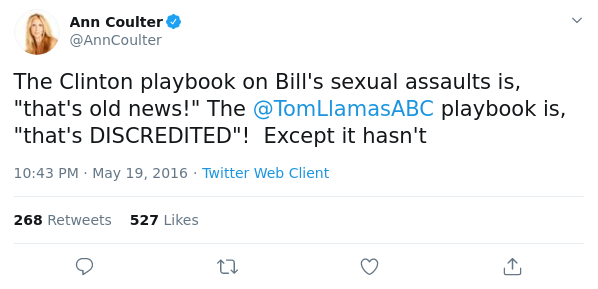 Ann Coulter
@AnnCoulter
The Clinton playbook on Bill's sexual assaults is,
"that's old news!" The @TomLlamasABC playbook is,
"that's DISCREDITED"!  Except it hasn't
10:43 PM · May 19, 2016 · Twitter Web Client
268 Retweets 527 Likes